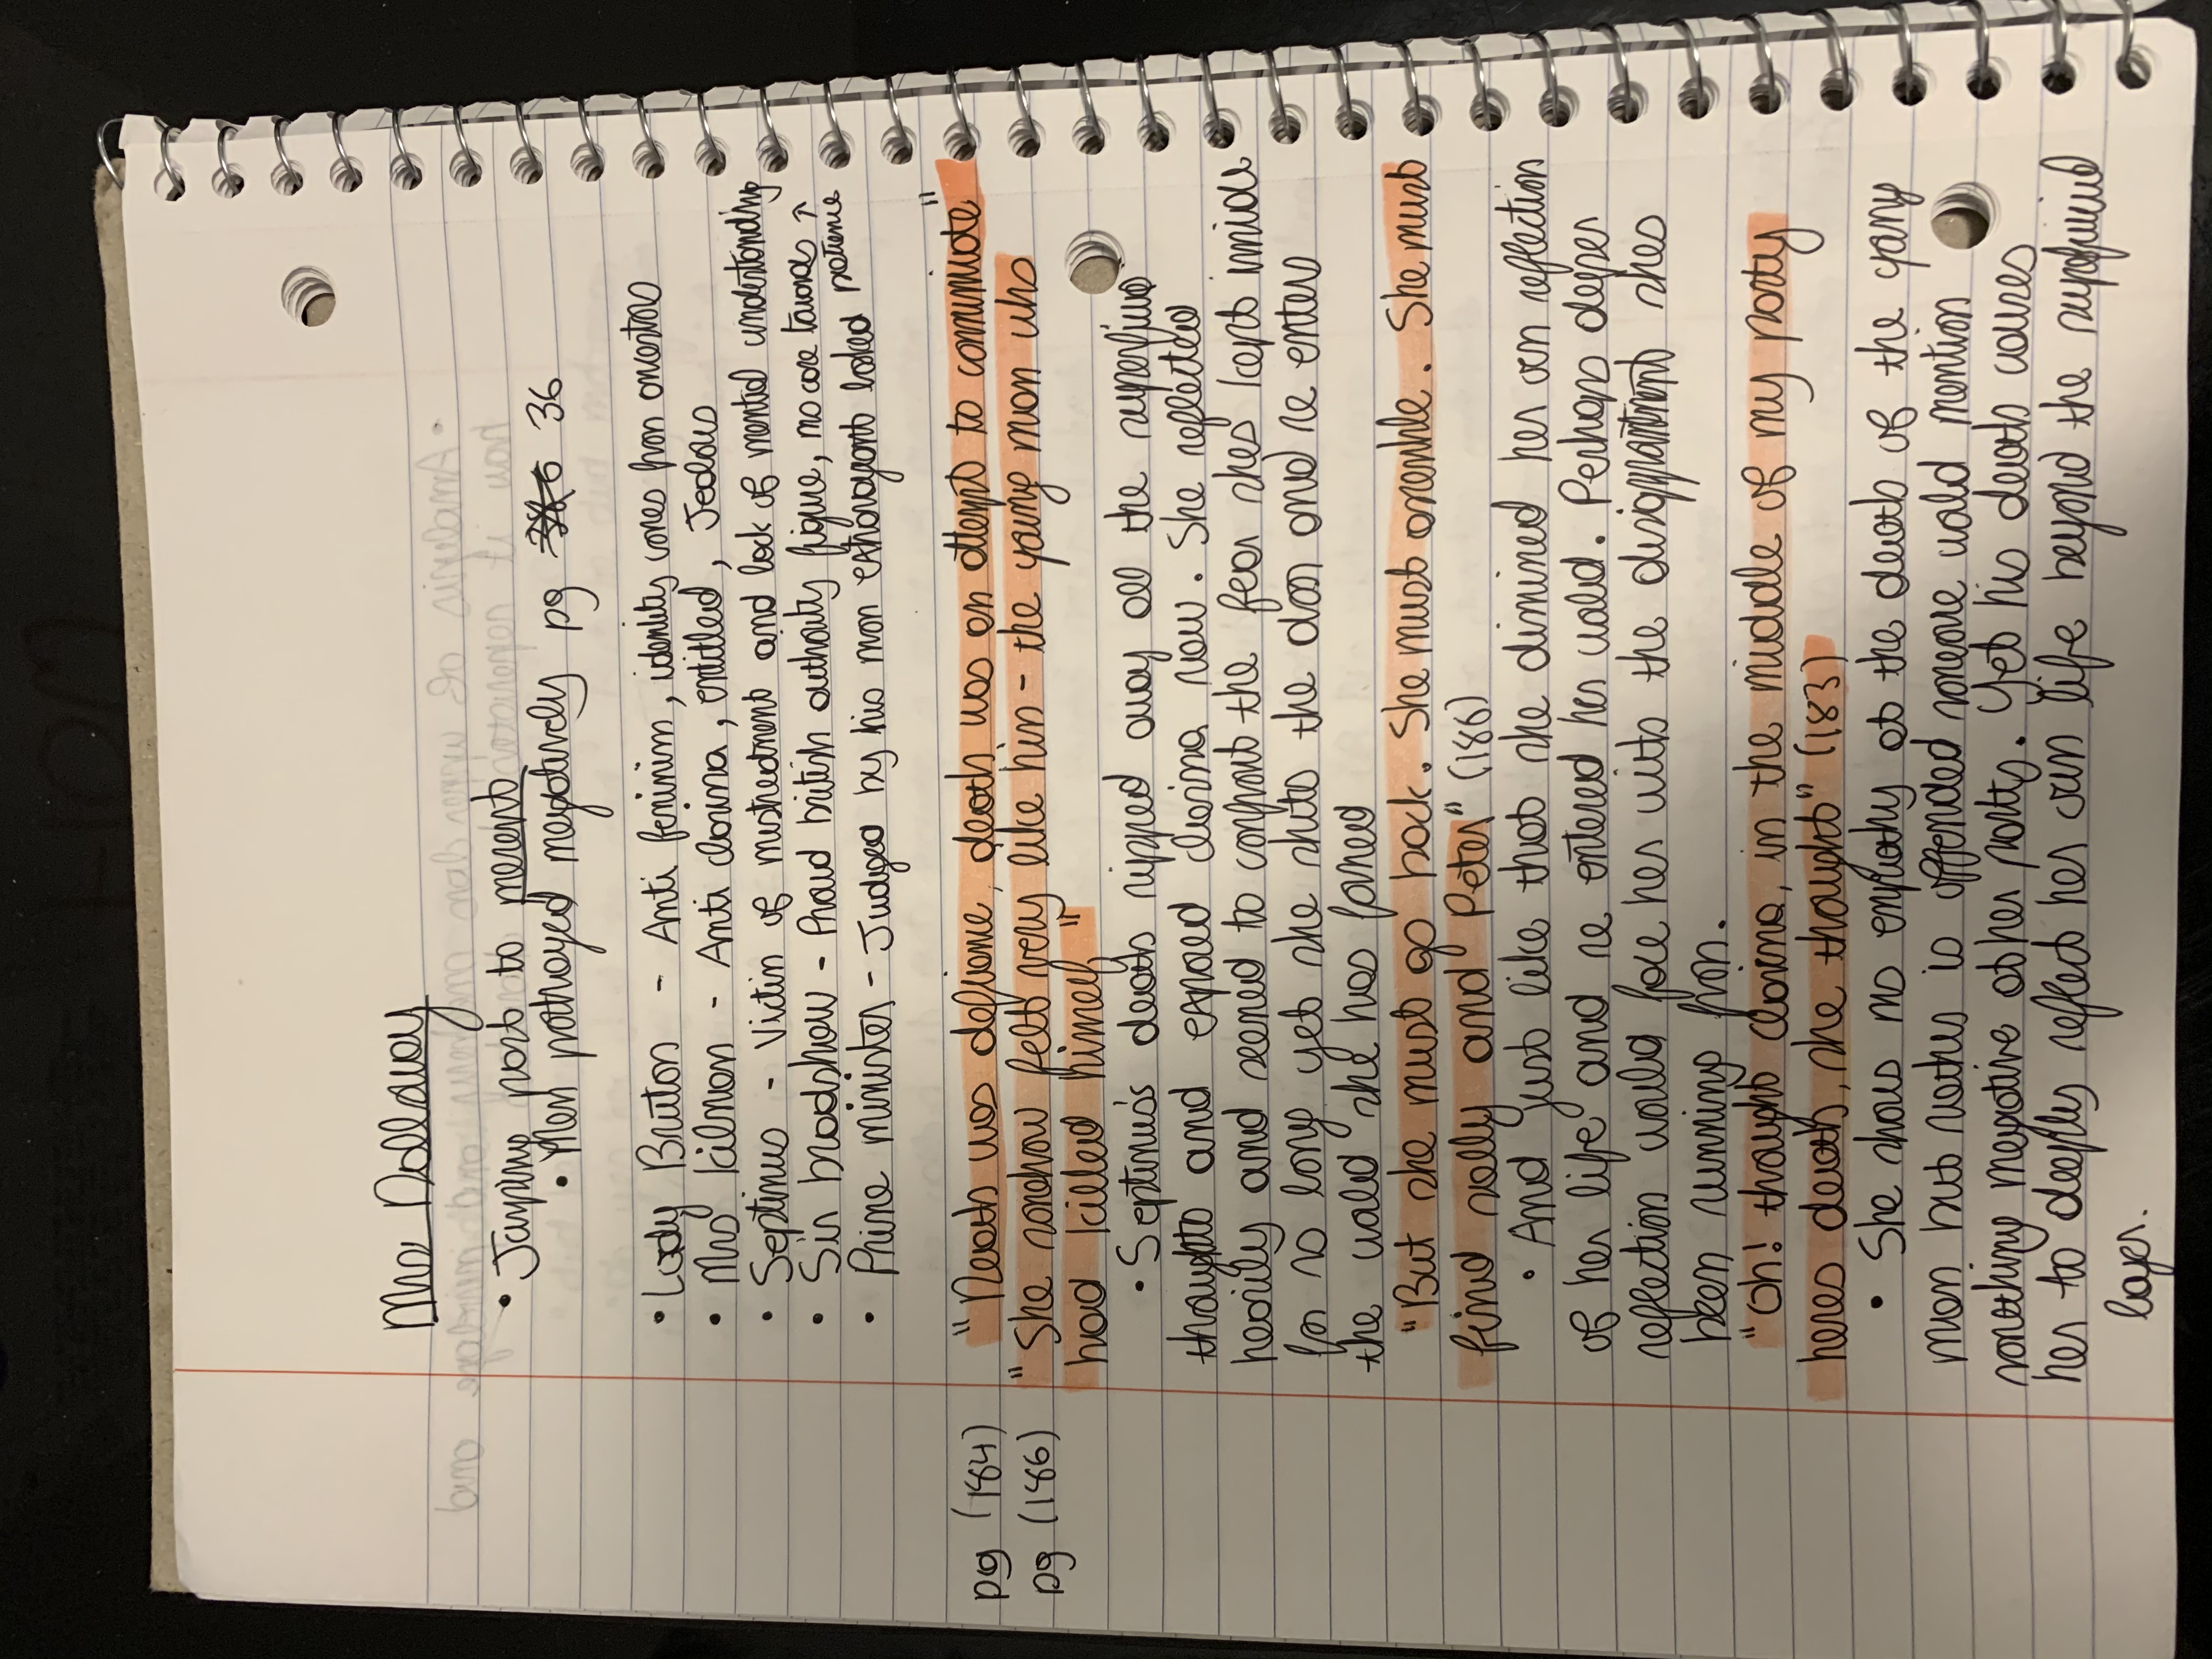 Mrs Dalloway
• Jumping past to present
• Men portrayed negatively pg 36
• Lady Bruton - Anti feminism, identity comes from ancestors
• Mrs Kilman - Anti clarissa, entitled, Jealous
• Septimus - Victim of mistreatment and lack of mental understanding
• Sir bradshaw - Proud british authority figure, no care towards ↑
patience
• Prime minister - Judged by his non extravagant looked
pg (184) "Death was defiance, death was an attempt to communicate"
pg (186) "She somehow felt very like him - the young man who
had killed himself"
• Septimus's death ripped away all the superficial
thoughts and exposed clarissa raw. She reflected
heavily and seemed to confront the fear shes kept inside
for so long yet she shuts the door and re enters
the world she has formed
"But she must go back. She must assemble. She must
find sally and Peter" (186)
• And just like that she dismissed her own reflection
of her life and re entered her world. Perhaps deeper
reflection would face her with the disappointment shes
been running from.
"Oh! thought clarissa, in the middle of my party
heres death, she thought" (183)
• She shows no empathy at the death of the young
man but rather is offended someone would mention
something negative at her party. Yet his death causes
her to deeply reflect her own life beyond the superficial
layer.